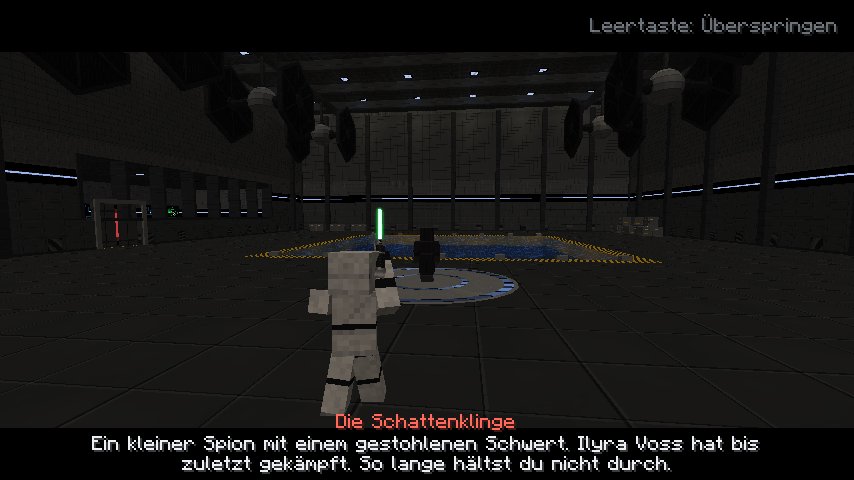 Leertaste: Überspringen
Die Schattenklinge
Ein kleiner Spion mit einem gestohlenen Schwert. Ilyra Voss hat bis
zuletzt gekämpft. So lange hältst du nicht durch.